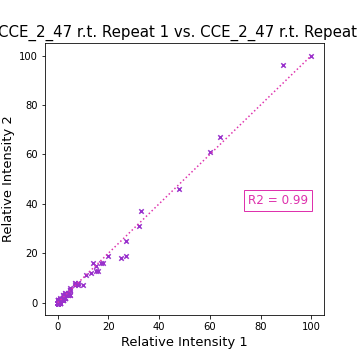 CCE_2_47 r.t. Repeat 1 vs. CCE_2_47 r.t. Repeat
100
80
60
40
20
0
Relative Intensity 2
R2 = 0.99
0 20 40 60 80 100
Relative Intensity 1